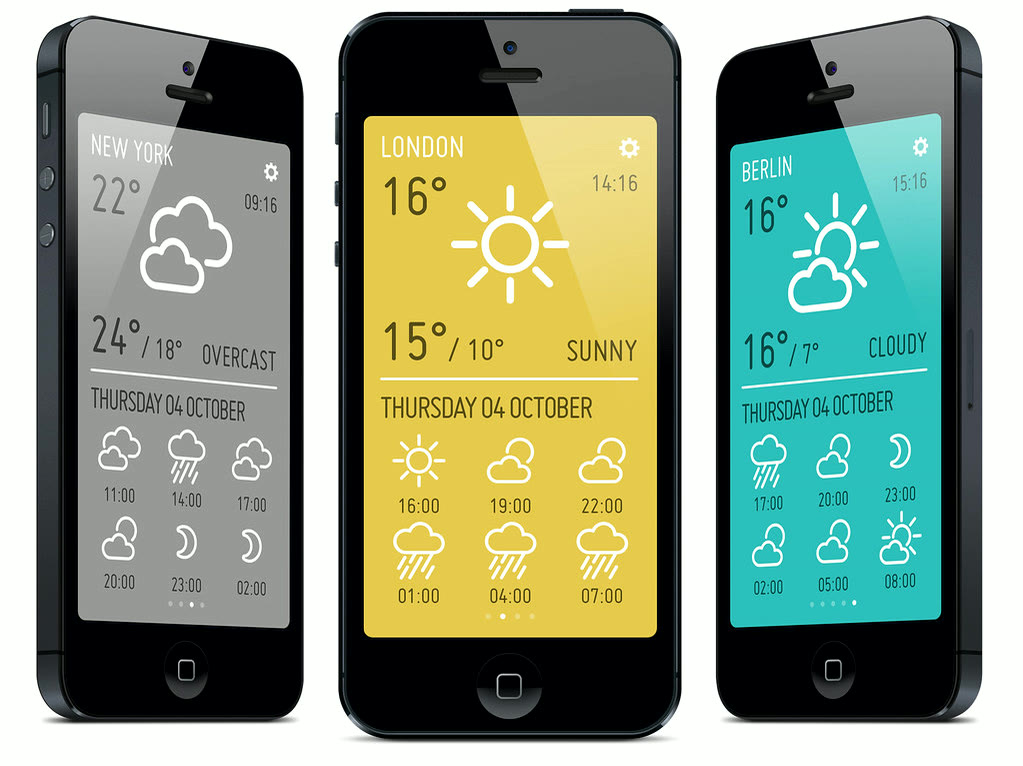 NEW YORK
22°
09:16
24°/ 18° OVERCAST
THURSDAY 04 OCTOBER
11:00 14:00 17:00
20:00 23:00 02:00
LONDON
16°
14:16
15°/ 10° SUNNY
THURSDAY 04 OCTOBER
16:00 19:00 22:00
01:00 04:00 07:00
BERLIN
15:16
16°
16°/ 7° CLOUDY
THURSDAY 04 OCTOBER
17:00 20:00 23:00
02:00 05:00 08:00